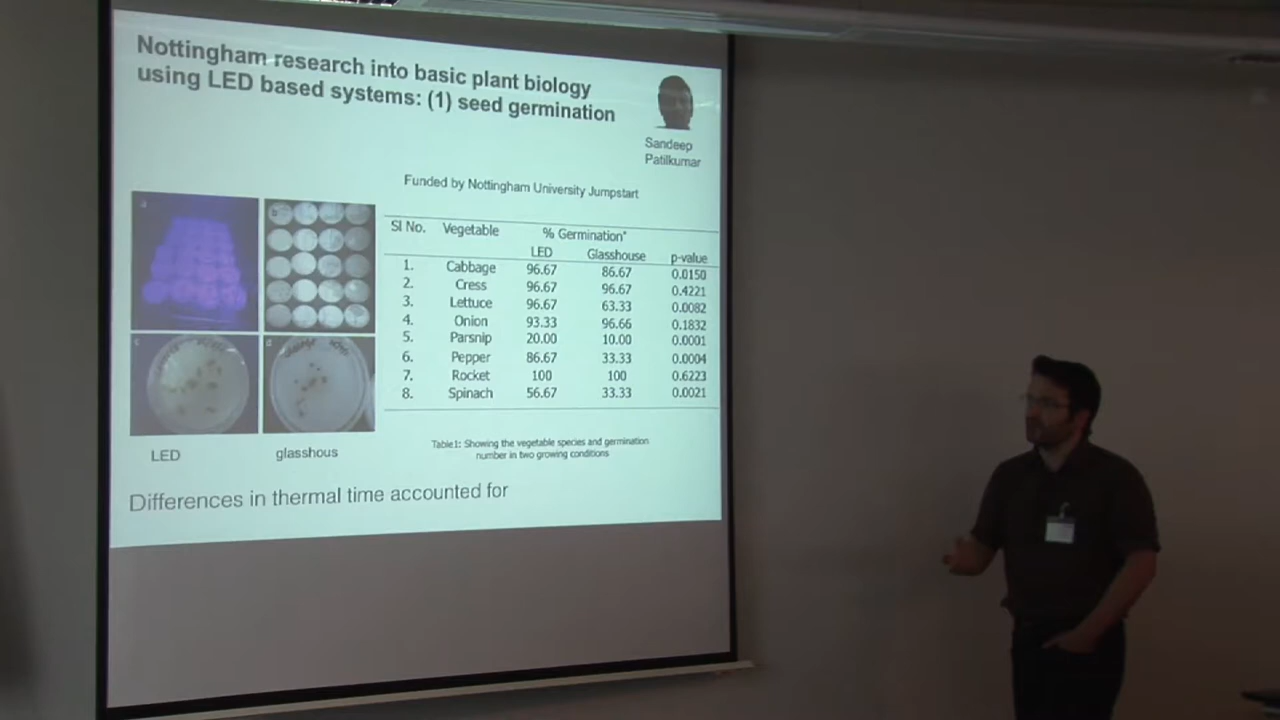 Nottingham research into basic plant biology
using LED based systems: (1) seed germination
Sandeep
Patilkumar
Funded by Nottingham University Jumpstart
Sl No. Vegetable % Germination*
LED Glasshouse p-value
1. Cabbage 96.67 86.67 0.0150
2. Cress 96.67 96.67 0.4221
3. Lettuce 96.67 63.33 0.0082
4. Onion 93.33 96.66 0.1832
5. Parsnip 20.00 10.00 0.0001
6. Pepper 86.67 33.33 0.0004
7. Rocket 100 100 0.6223
8. Spinach 56.67 33.33 0.0021
a
b
c
d
LED glasshous
Table1: Showing the vegetable species and germination
number in two growing conditions
Differences in thermal time accounted for